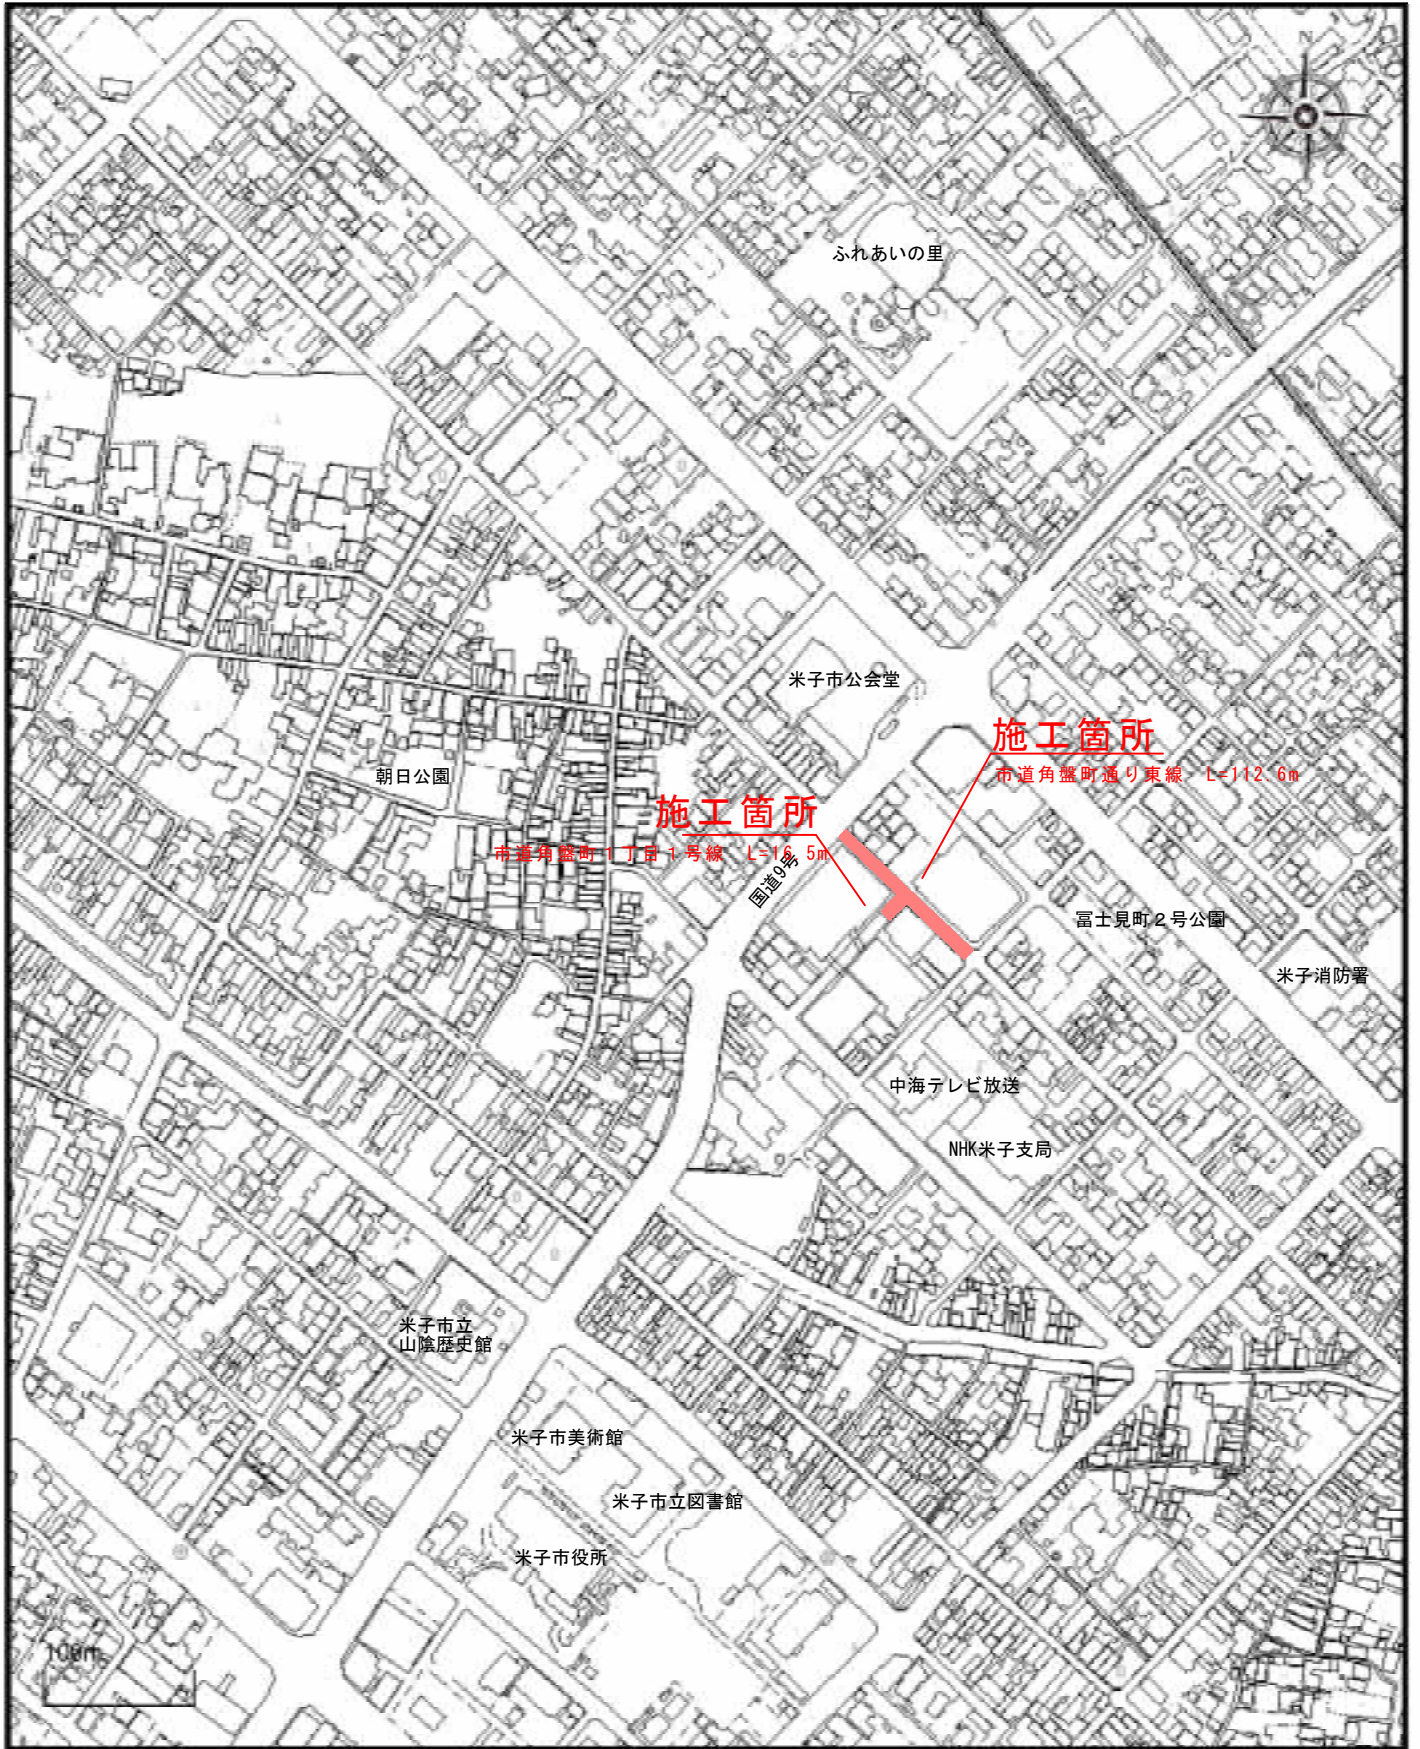 N
ふれあいの里
米子市公会堂
施工箇所
市道角盤町通り東線 L=112.6m
朝日公園
施工箇所
市道角盤町1丁目1号線 L=16.5m
国道9号
冨士見町2号公園
米子消防署
中海テレビ放送
NHK米子支局
米子市立
山陰歴史館
米子市美術館
米子市立図書館
米子市役所
100m